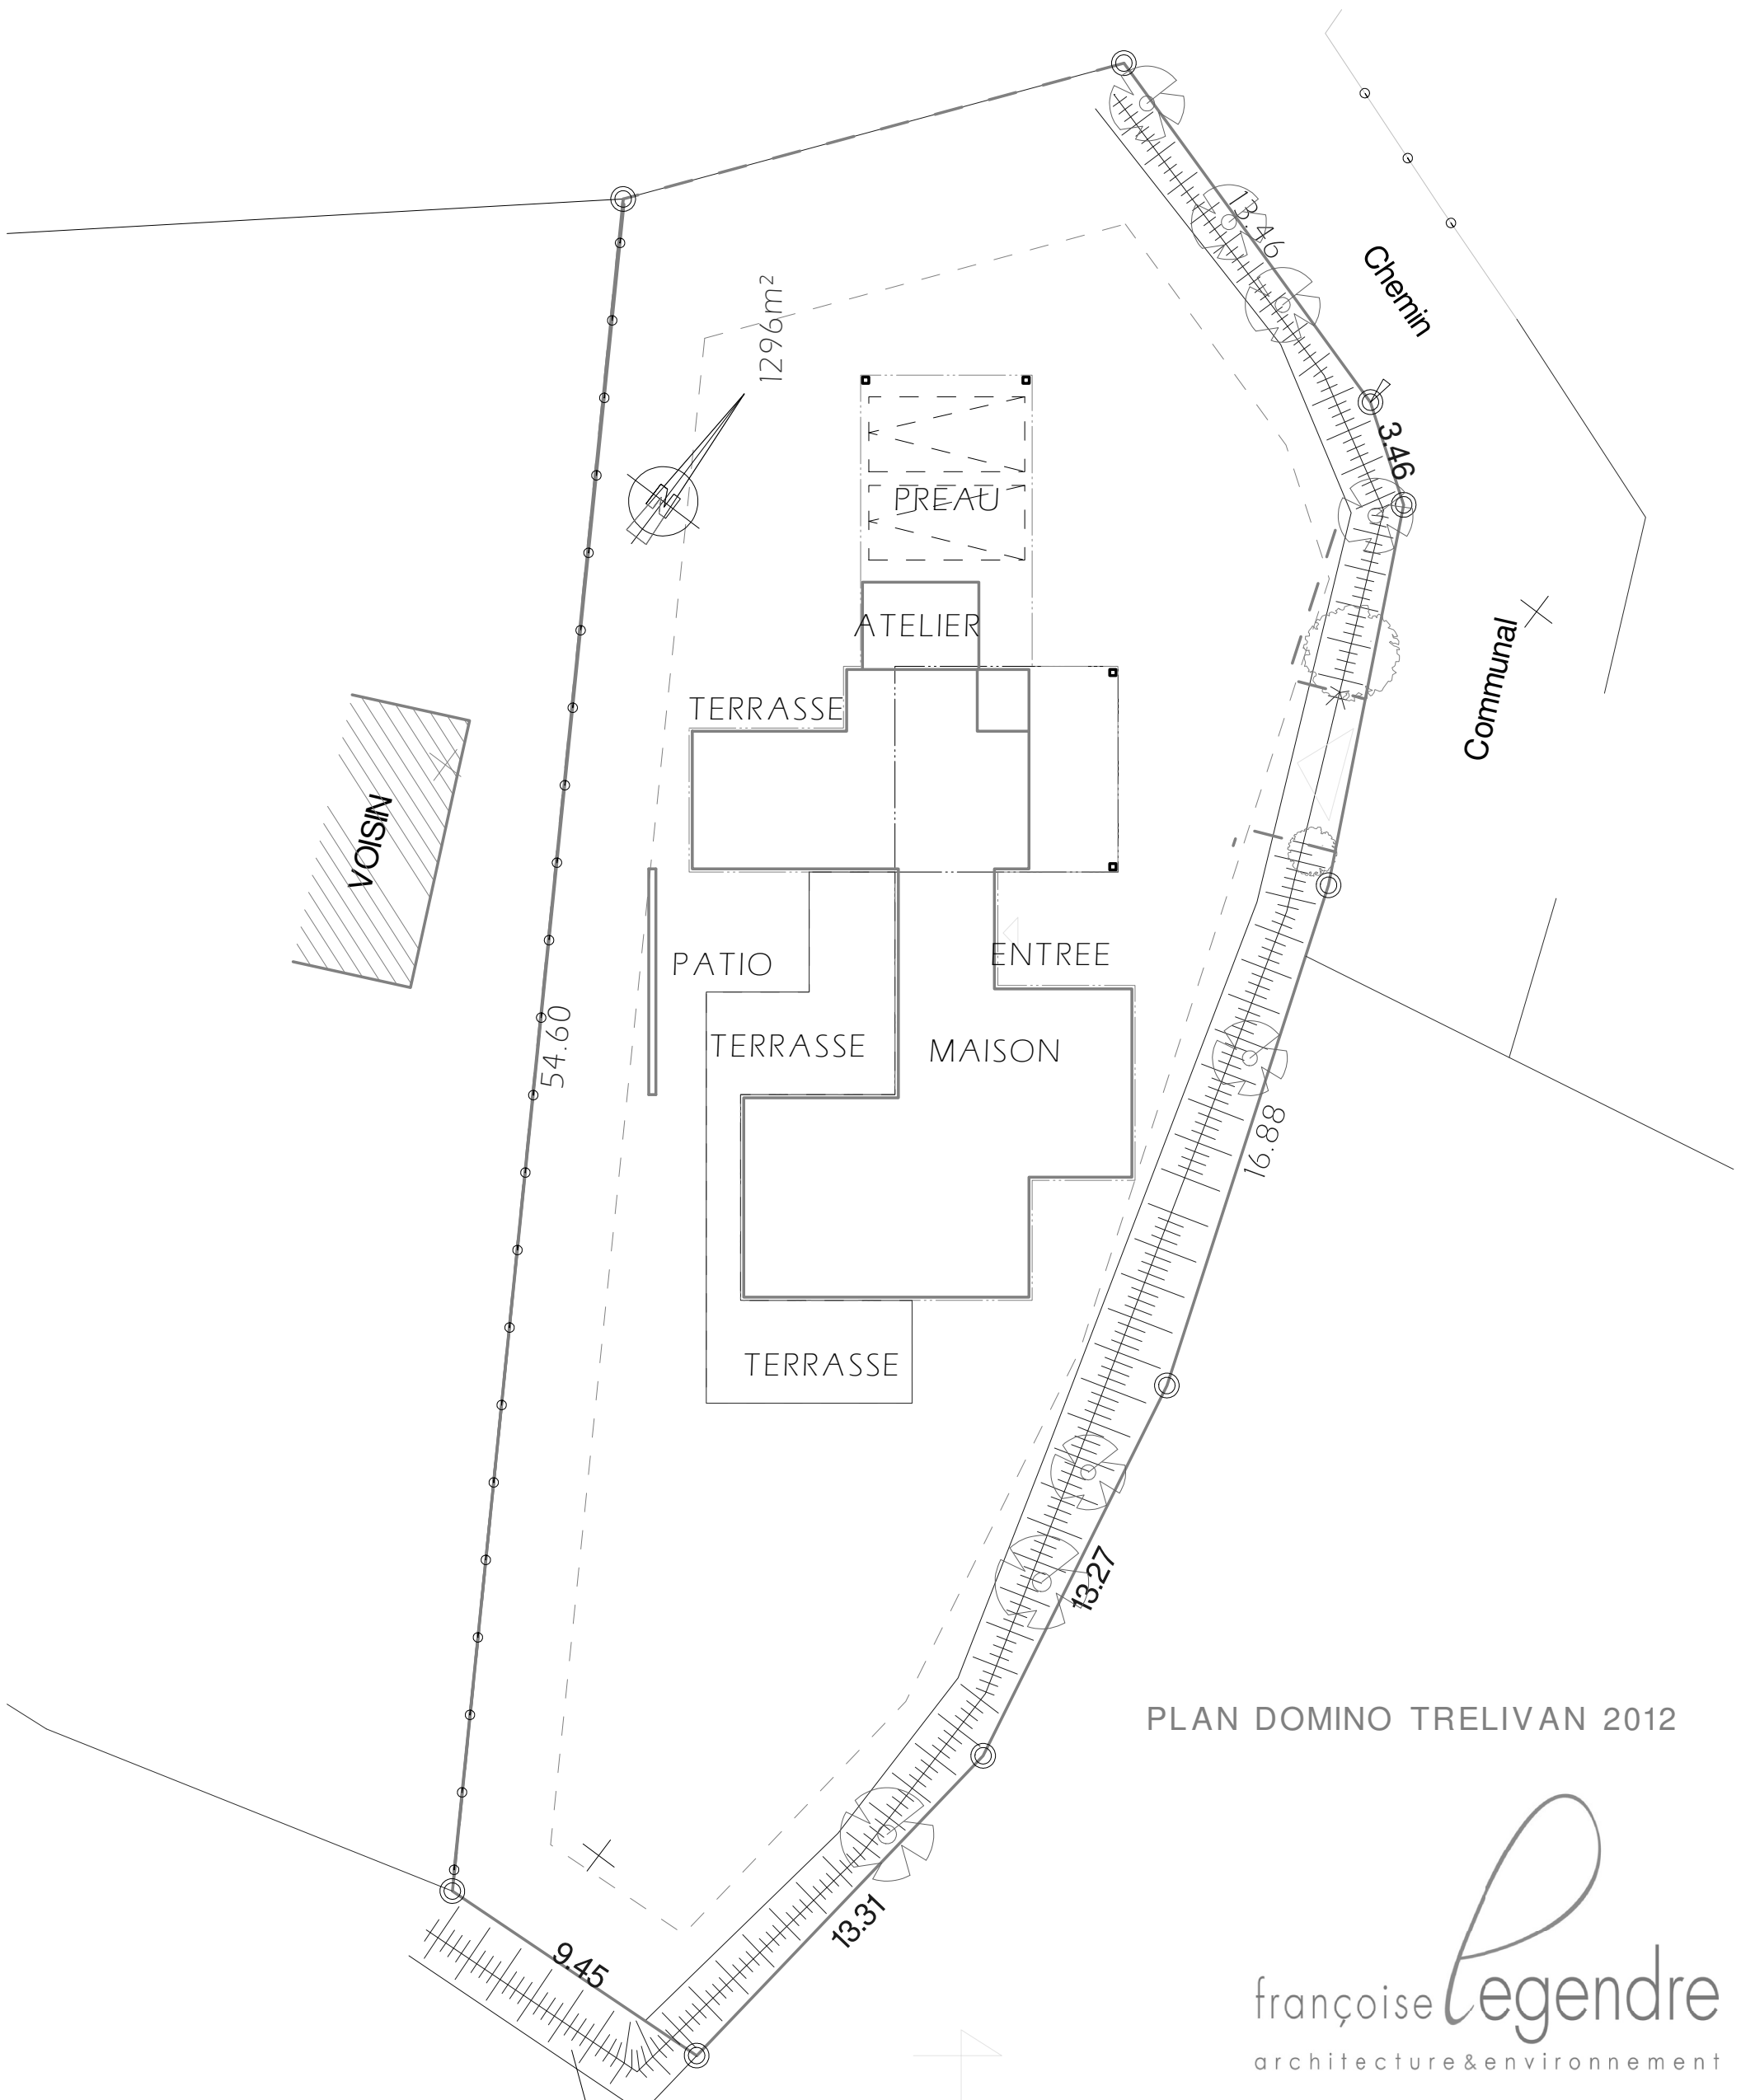 13.46
Chemin
1296m²
3.46
PREAU
N
ATELIER
Communal
TERRASSE
VOISIN
PATIO
ENTREE
54.60
TERRASSE
MAISON
16.88
TERRASSE
13.27
PLAN DOMINO TRELIVAN 2012
13.31
9.45
françoise Legendre
architecture&environnement